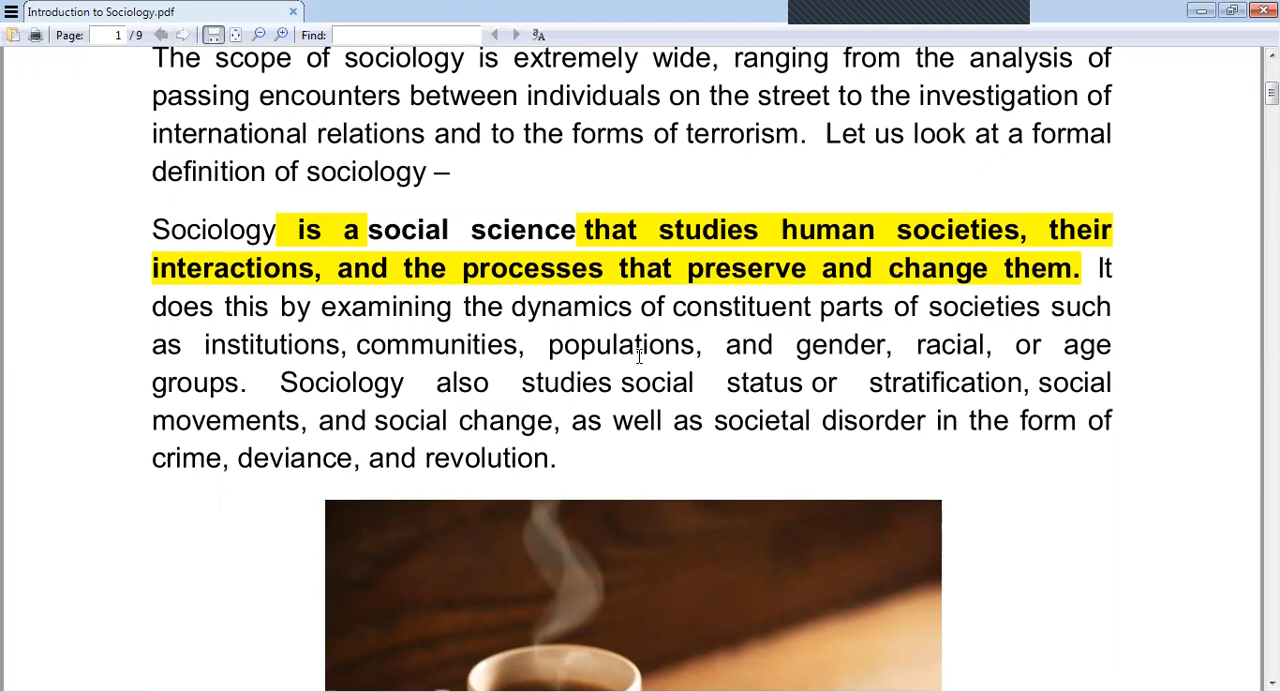 Introduction to Sociology.pdf
Page: 1 / 9 Find:
The scope of sociology is extremely wide, ranging from the analysis of
passing encounters between individuals on the street to the investigation of
international relations and to the forms of terrorism. Let us look at a formal
definition of sociology –
Sociology is a social science that studies human societies, their
interactions, and the processes that preserve and change them. It
does this by examining the dynamics of constituent parts of societies such
as institutions, communities, populations, and gender, racial, or age
groups. Sociology also studies social status or stratification, social
movements, and social change, as well as societal disorder in the form of
crime, deviance, and revolution.